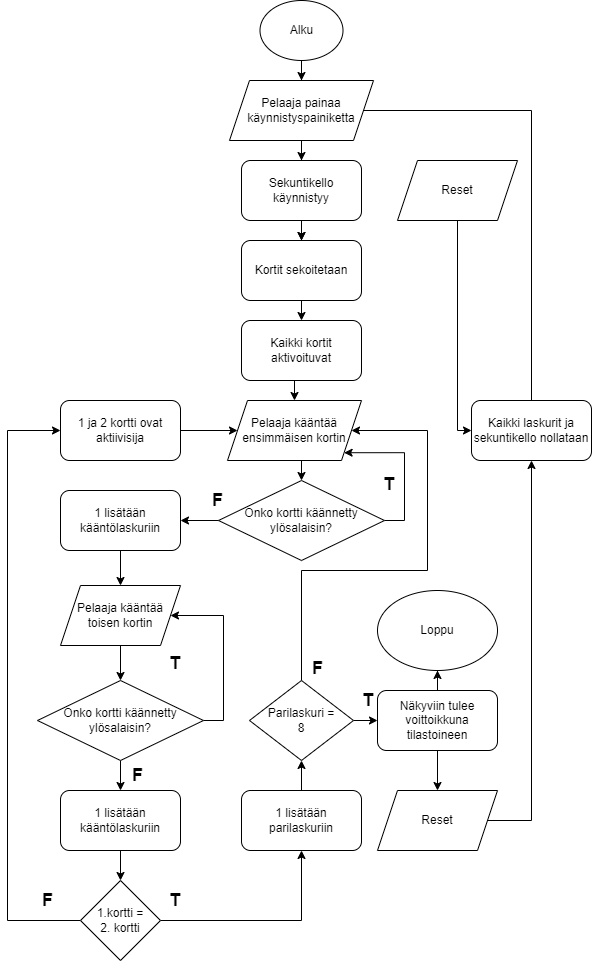 Alku
Pelaaja painaa
käynnistyspainiketta
Sekuntikello
käynnistyy
Reset
Kortit sekoitetaan
Kaikki kortit
aktivoituvat
1 ja 2 kortti ovat
aktiivisija
Pelaaja kääntää
ensimmäisen kortin
Kaikki laskurit ja
sekuntikello nollataan
T
F
Onko kortti käännetty
ylösalaisin?
1 lisätään
kääntölaskuriin
Pelaaja kääntää
toisen kortin
Loppu
T
F
Onko kortti käännetty
ylösalaisin?
Parilaskuri =
8
T
Näkyviin tulee
voittoikkuna
tilastoineen
F
1 lisätään
kääntölaskuriin
1 lisätään
parilaskuriin
Reset
F
T
1.kortti =
2. kortti